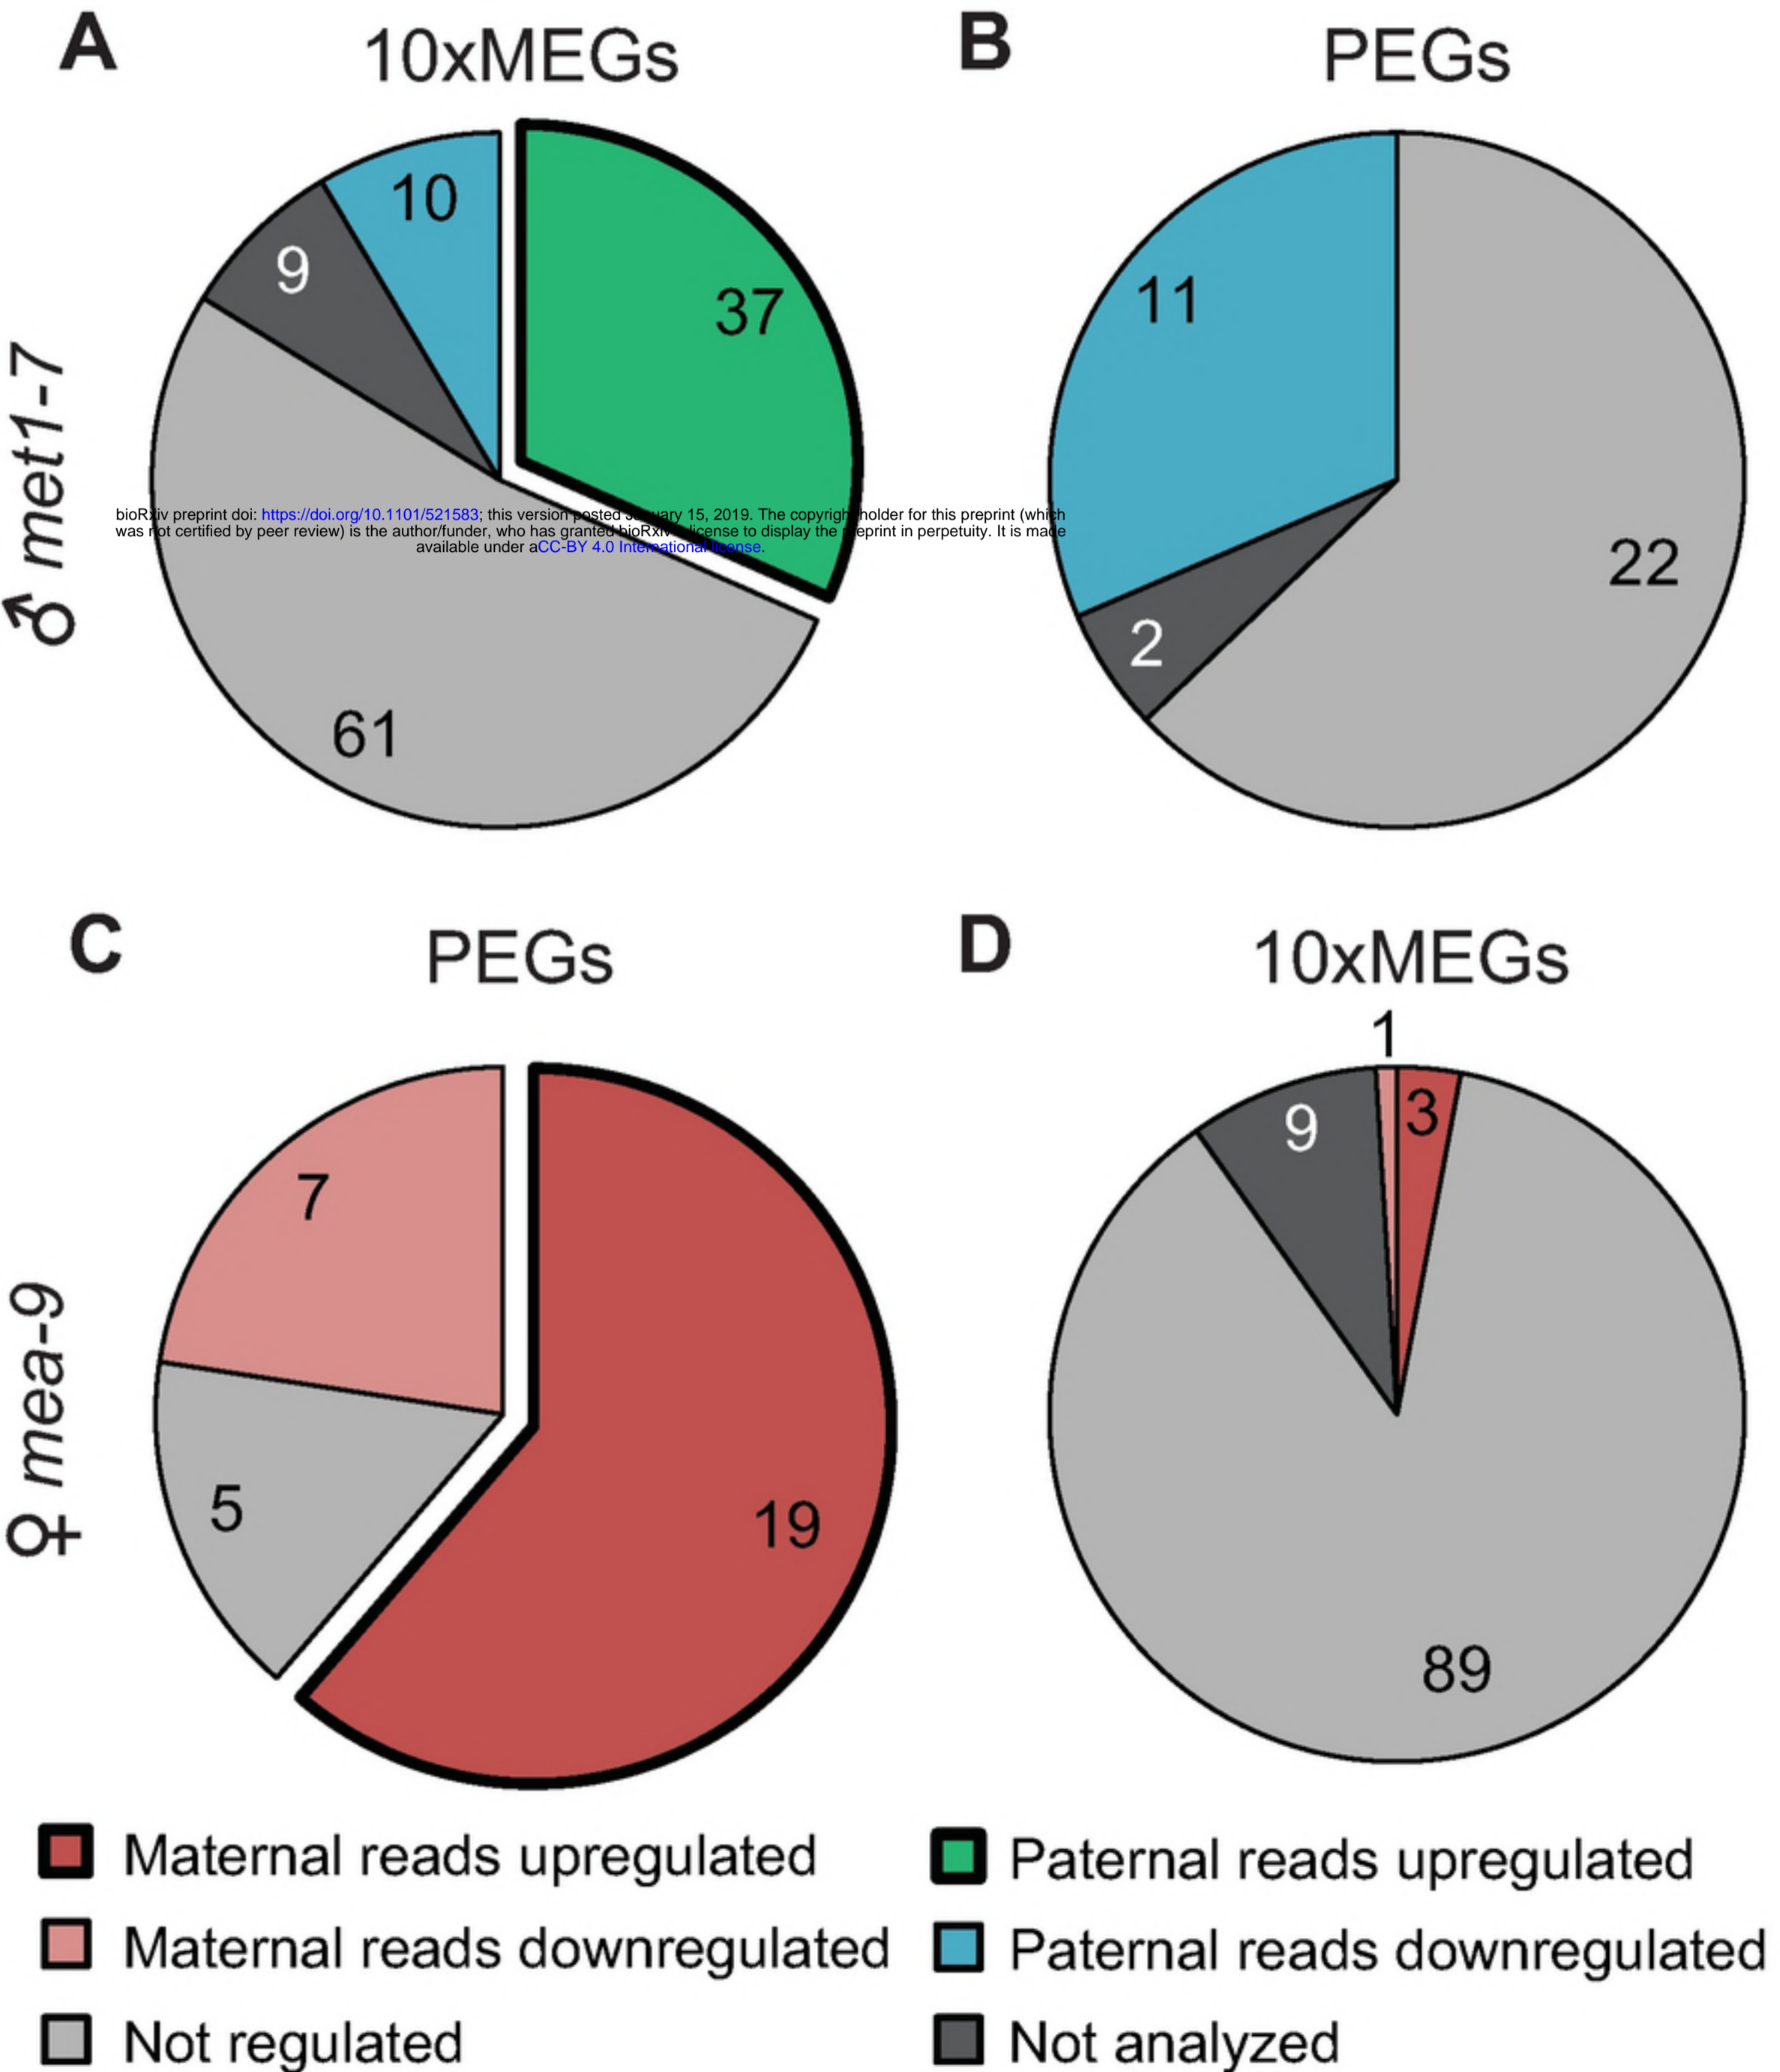 A
10xMEGs
B
PEGs
10
37
9
61
11
22
2
♂ met1-7
bioRxiv preprint doi: https://doi.org/10.1101/521583; this version posted January 15, 2019. The copyright holder for this preprint (which
was not certified by peer review) is the author/funder, who has granted bioRxiv a license to display the preprint in perpetuity. It is made
available under aCC-BY 4.0 International license.
C
PEGs
D
10xMEGs
7
5
19
1
3
9
89
♀ mea-9
Maternal reads upregulated
Paternal reads upregulated
Maternal reads downregulated
Paternal reads downregulated
Not regulated
Not analyzed